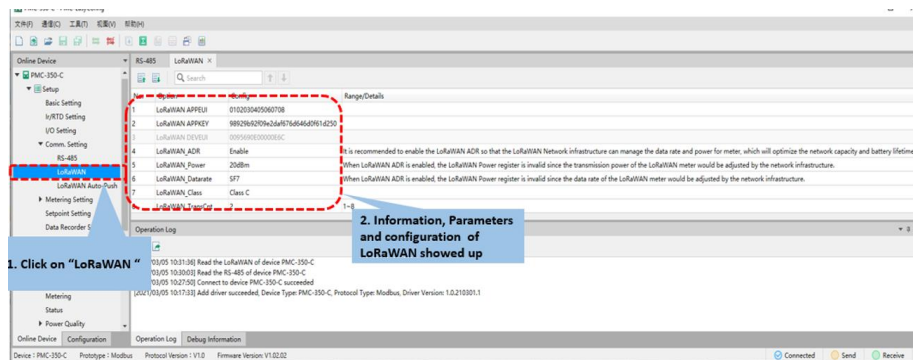 文件(F) 通信(C) 工具(T) 视图(V) 帮助(H)
Online Device
RS-485 LoRaWAN ×
PMC-350-C
Search
Setup
Option Config Range/Details
Basic Setting
1 LoRaWAN APPEUI 0102030405060708
Ir/RTD Setting
2 LoRaWAN APPKEY 98929b92f09e2daf676d646d0f61d250
I/O Setting
3 LoRaWAN DEVEUI
Comm. Setting
4 LoRaWAN_ADR Enable It is recommended to enable the LoRaWAN ADR so that the LoRaWAN Network infrastructure can manage the data rate and power for meter, which will optimize the network capacity and battery lifetime
RS-485
5 LoRaWAN_Power 20dBm When LoRaWAN ADR is enabled, the LoRaWAN Power register is invalid since the transmission power of the LoRaWAN meter would be adjusted by the network infrastructure.
LoRaWAN
6 LoRaWAN_Datarate SF7 When LoRaWAN ADR is enabled, the LoRaWAN Power register is invalid since the data rate of the LoRaWAN meter would be adjusted by the network infrastructure.
LoRaWAN Auto-Push
7 LoRaWAN_Class Class C
Metering Setting
LoRaWAN_TransCnt 2 1~8
Setpoint Setting
Data Recorder
Operation Log
2. Information, Parameters
and configuration of
LoRaWAN showed up
1. Click on "LoRaWAN "
/03/05 10:31:36] Read the LoRaWAN of device PMC-350-C
/03/05 10:30:03] Read the RS-485 of device PMC-350-C
/03/05 10:27:50] Connect to device PMC-350-C succeeded
[2021/03/05 10:17:33] Add driver succeeded, Device Type: PMC-350-C, Protocol Type: Modbus, Driver Version: 1.0.210301.1
Metering
Status
Power Quality
Online Device Configuration Operation Log Debug Information
Device : PMC-350-C Prototype : Modbus Protocol Version : V1.0 Firmware Version: V1.02.02 Connected Send Receive